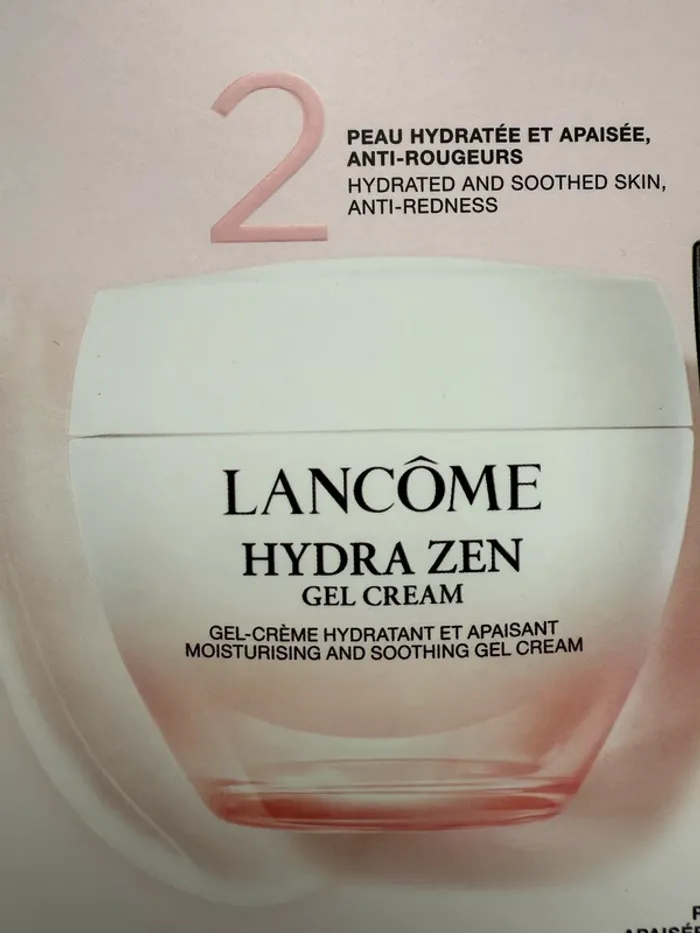 2
PEAU HYDRATÉE ET APAISÉE,
ANTI-ROUGEURS
HYDRATED AND SOOTHED SKIN,
ANTI-REDNESS
LANCÔME
HYDRA ZEN
GEL CREAM
GEL-CRÈME HYDRATANT ET APAISANT
MOISTURISING AND SOOTHING GEL CREAM